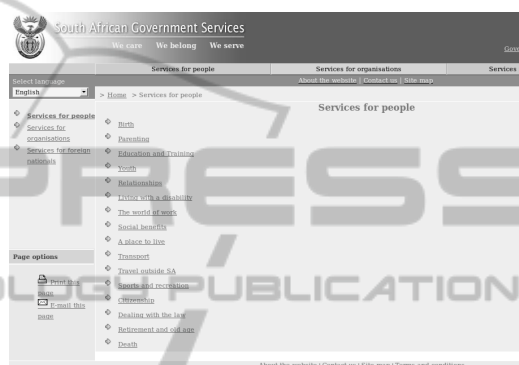 South African Government Services
We care We belong We serve
Gove
Services for people Services for organisations Services
Select language
About the website | Contact us | Site map
English
> Home > Services for people
Services for people
Services for people
Services for
organisations
Services for foreign
nationals
Birth
Parenting
Education and Training
Youth
Relationships
Living with a disability
The world of work
Social benefits
A place to live
Transport
Travel outside SA
Sports and recreation
Citizenship
Dealing with the law
Retirement and old age
Death
Page options
Print this
page
E-mail this
page
About the website | Contact us | Site map | Terms and conditions
PRESS
OLOGY PUBLICATION